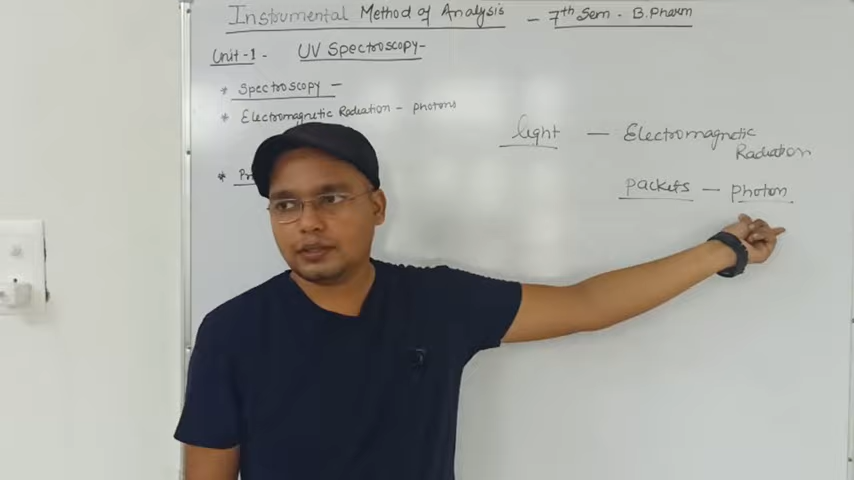 Instrumental Method of Analysis - 7th Sem - B.Pharm
Unit-1 - UV Spectroscopy-
* Spectroscopy -
* Electromagnetic Radiation - photons
*
light - Electromagnetic
Radiation
packets - photon